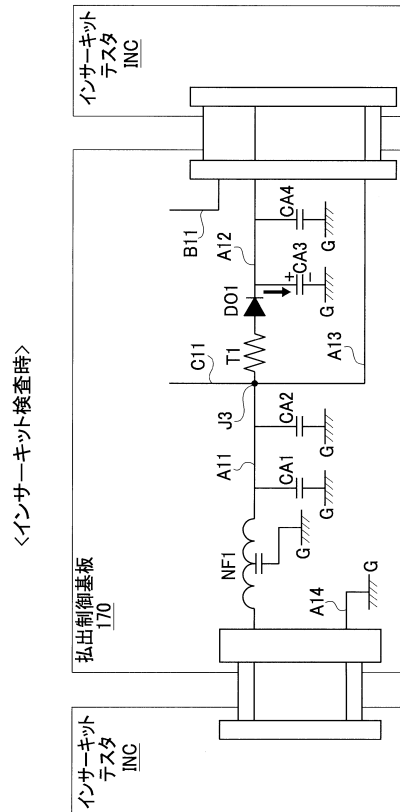 <インサーキット検査時>
インサーキット
テスタ
INC
払出制御基板
170
インサーキット
テスタ
INC
NF1
G
A14
G
A11
CA1
G
CA2
G
J3
C11
T1
DO1
A12
B11
+
CA3
−
G
CA4
G
A13